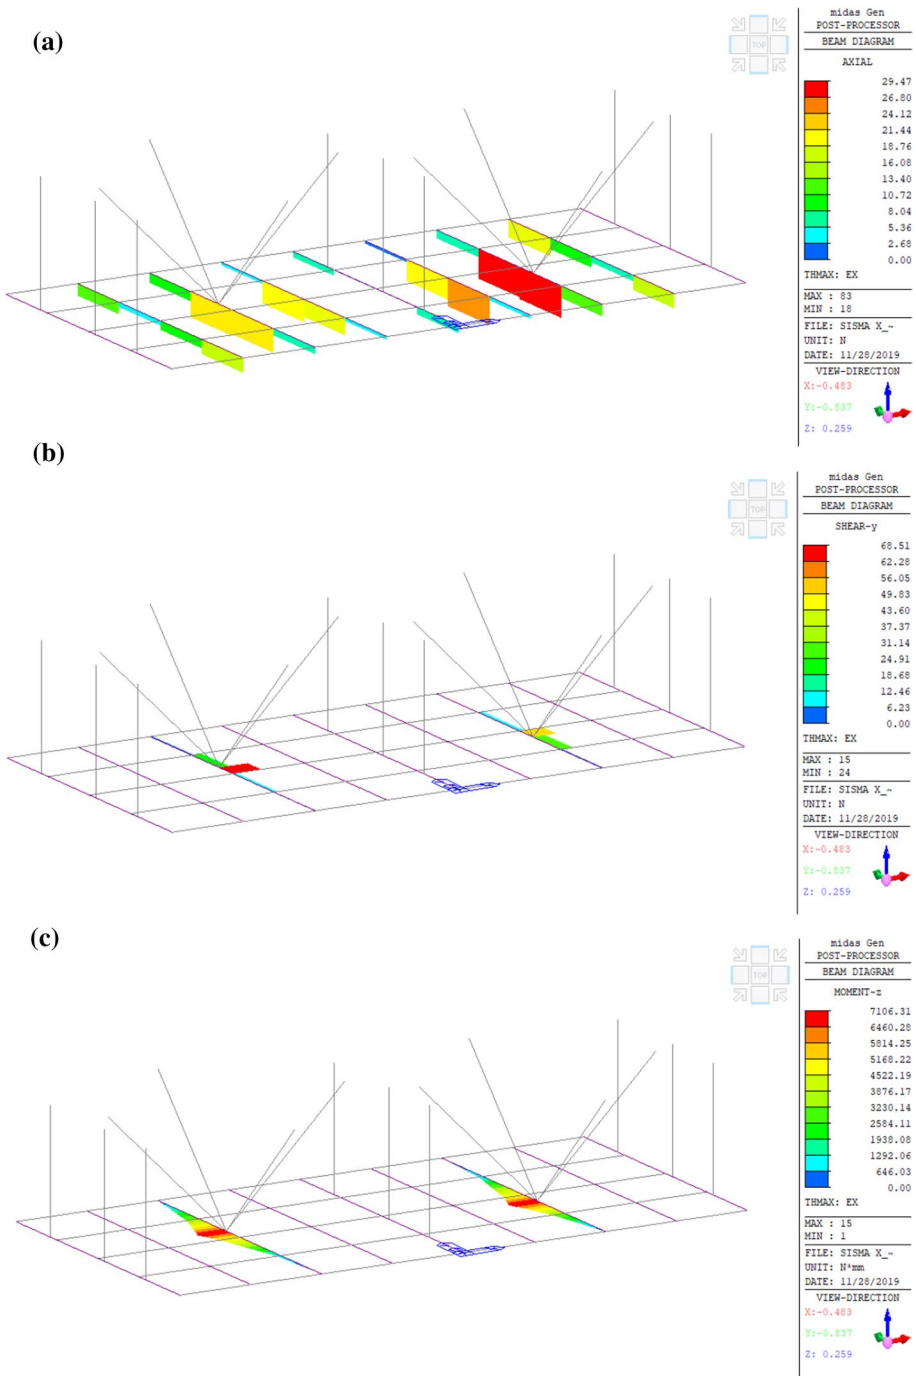 (a)
TOP
midas Gen
POST-PROCESSOR
BEAM DIAGRAM
AXIAL
29.47
26.80
24.12
21.44
18.76
16.08
13.40
10.72
8.04
5.36
2.68
0.00
THMAX: EX
MAX : 83
MIN : 18
FILE: SISMA X_~
UNIT: N
DATE: 11/28/2019
VIEW-DIRECTION
X:-0.483
Y:-0.837
Z: 0.259
(b)
TOP
midas Gen
POST-PROCESSOR
BEAM DIAGRAM
SHEAR-y
68.51
62.28
56.05
49.83
43.60
37.37
31.14
24.91
18.68
12.46
6.23
0.00
THMAX: EX
MAX : 15
MIN : 24
FILE: SISMA X_~
UNIT: N
DATE: 11/28/2019
VIEW-DIRECTION
X:-0.483
Y:-0.837
Z: 0.259
(c)
TOP
midas Gen
POST-PROCESSOR
BEAM DIAGRAM
MOMENT-z
7106.31
6460.28
5814.25
5168.22
4522.19
3876.17
3230.14
2584.11
1938.08
1292.06
646.03
0.00
THMAX: EX
MAX : 15
MIN : 1
FILE: SISMA X_~
UNIT: N*mm
DATE: 11/28/2019
VIEW-DIRECTION
X:-0.483
Y:-0.837
Z: 0.259